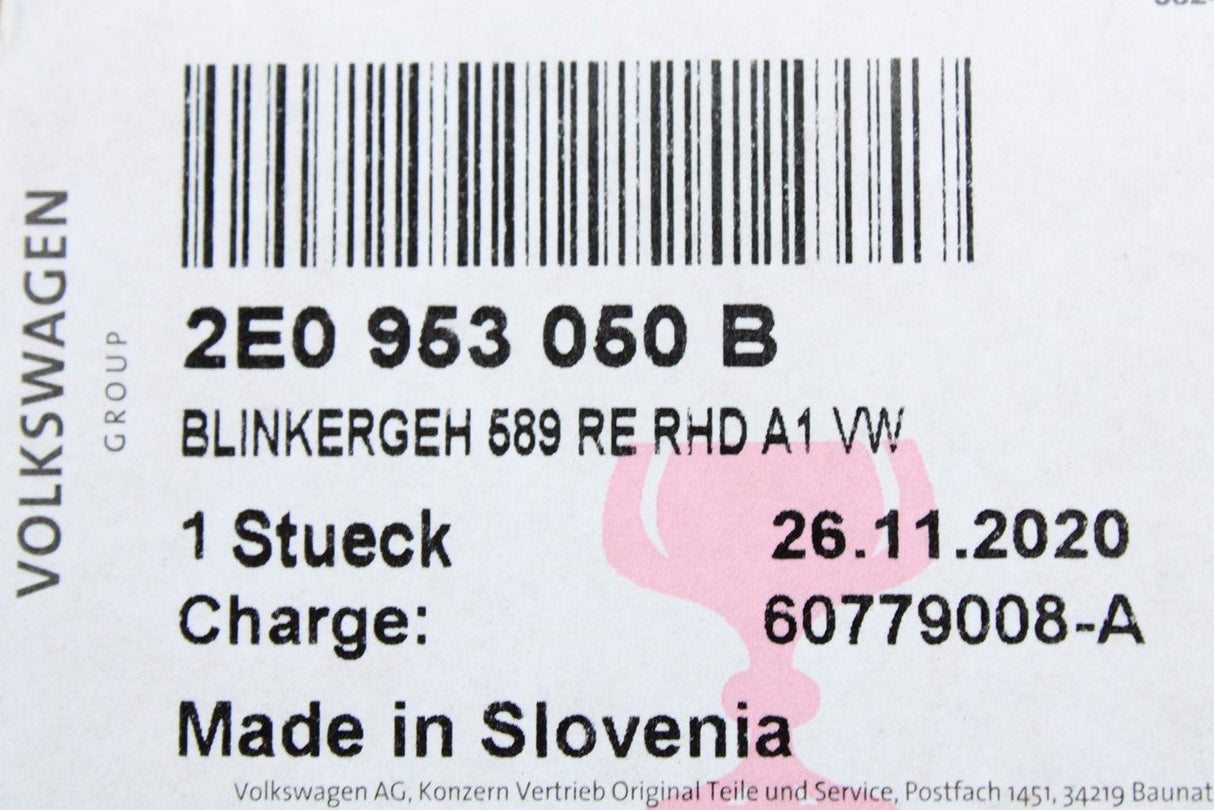 VOLKSWAGEN
GROUP
2E0 953 050 B
BLINKERGEH 589 RE RHD A1 VW
1 Stueck 26.11.2020
Charge: 60779008-A
Made in Slovenia
Volkswagen AG, Konzern Vertrieb Original Teile und Service, Postfach 1451, 34219 Baunat